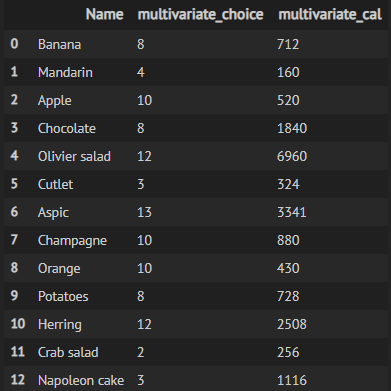 Name multivariate_choice multivariate_cal
0 Banana 8 712
1 Mandarin 4 160
2 Apple 10 520
3 Chocolate 8 1840
4 Olivier salad 12 6960
5 Cutlet 3 324
6 Aspic 13 3341
7 Champagne 10 880
8 Orange 10 430
9 Potatoes 8 728
10 Herring 12 2508
11 Crab salad 2 256
12 Napoleon cake 3 1116